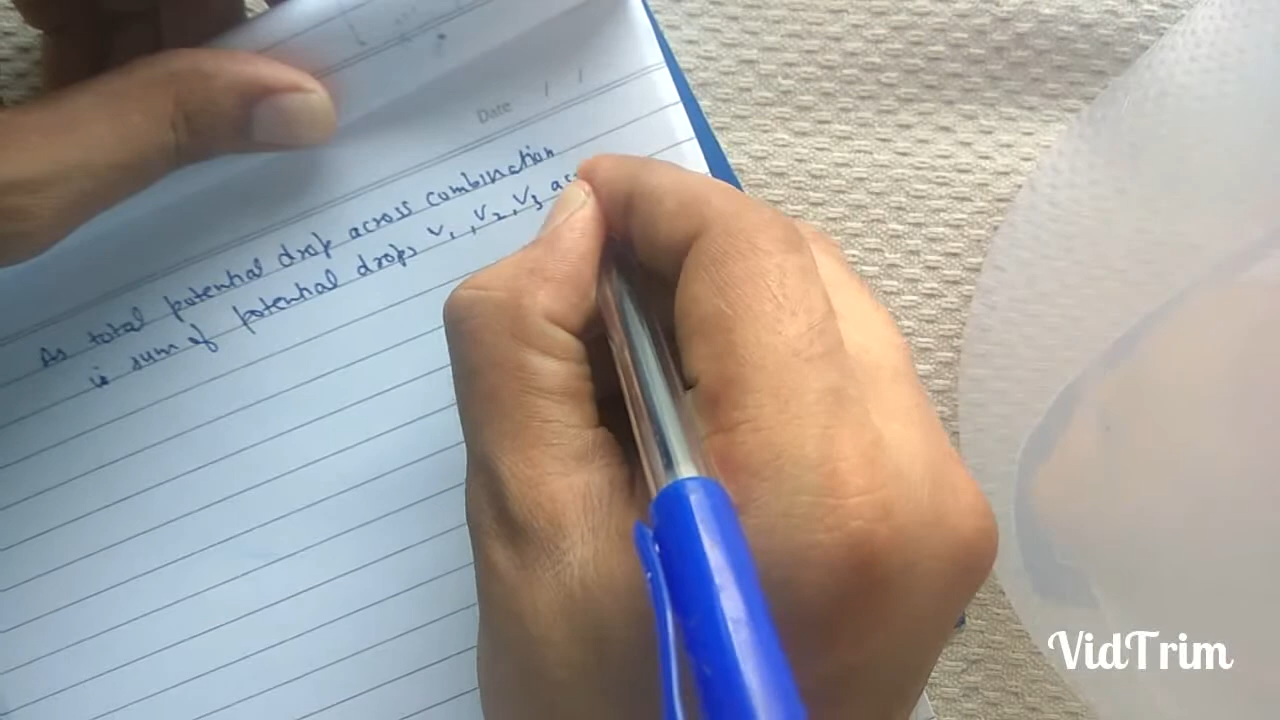 Date / /
As total potential drop across combination
is sum of potential drops V1, V2, V3
VidTrim